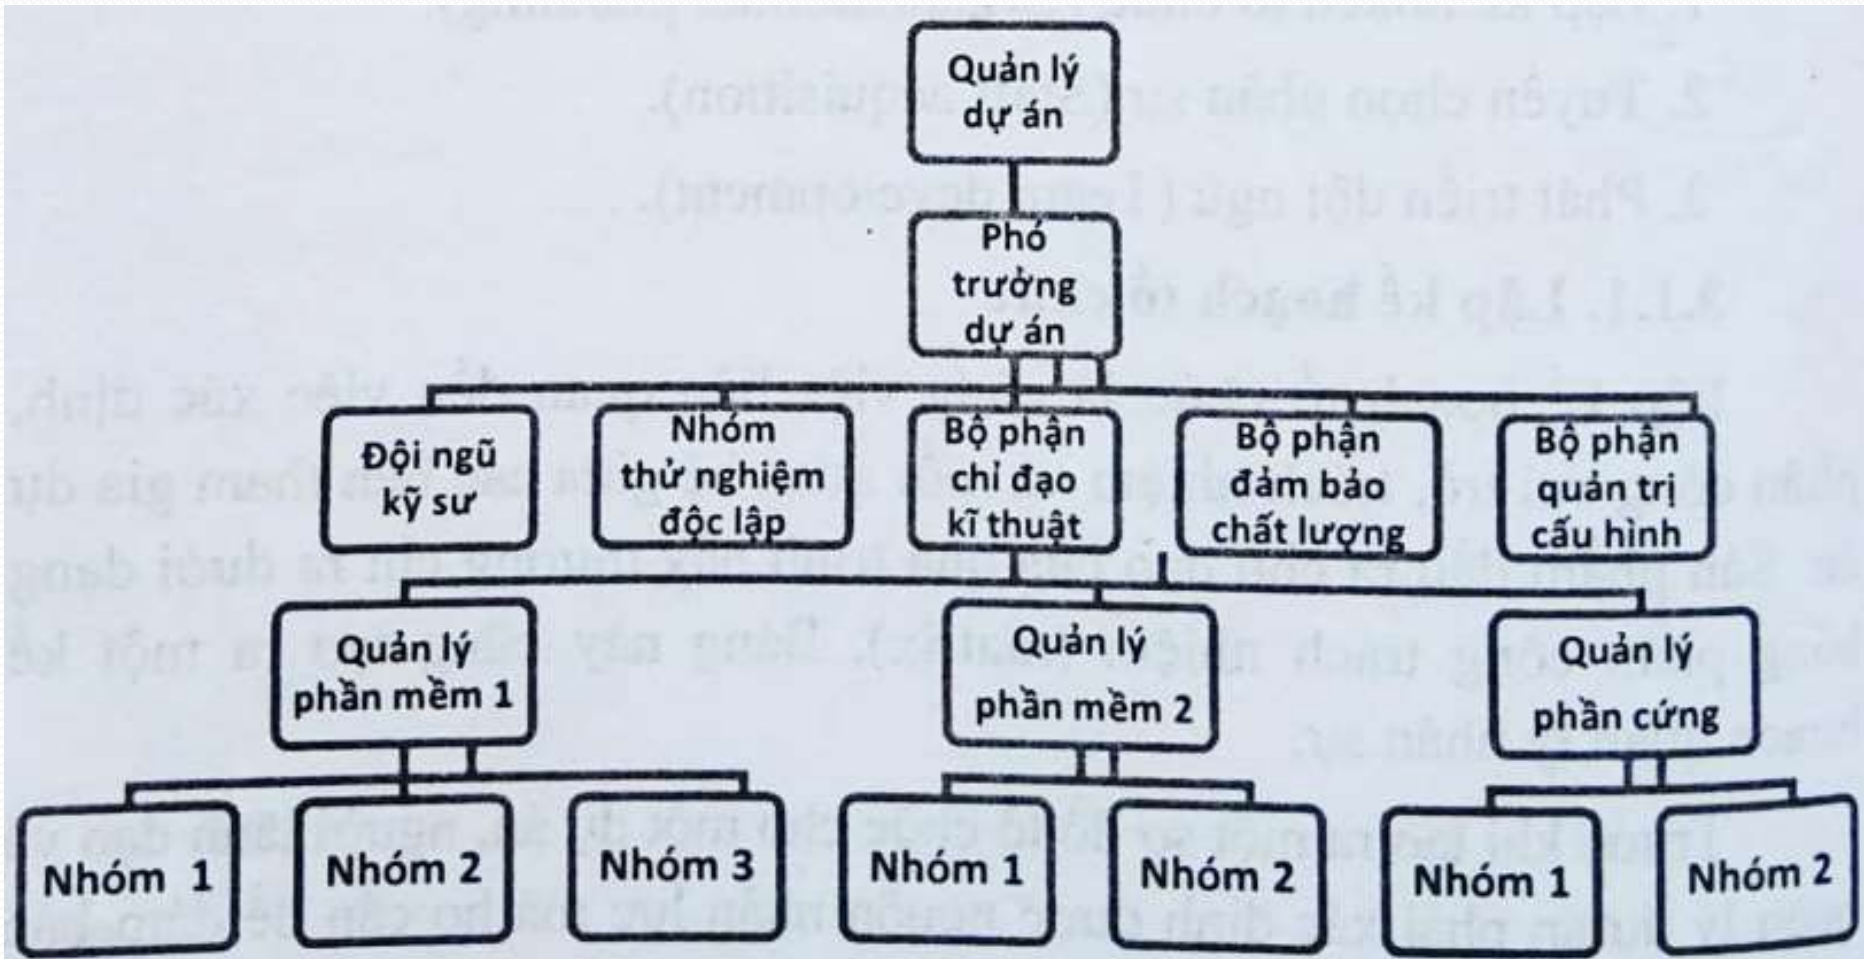 Quản lý
dự án
Phó
trưởng
dự án
Đội ngũ
kỹ sư
Nhóm
thử nghiệm
độc lập
Bộ phận
chỉ đạo
kĩ thuật
Bộ phận
đảm bảo
chất lượng
Bộ phận
quản trị
cấu hình
Quản lý
phần mềm 1
Quản lý
phần mềm 2
Quản lý
phần cứng
Nhóm 1
Nhóm 2
Nhóm 3
Nhóm 1
Nhóm 2
Nhóm 1
Nhóm 2